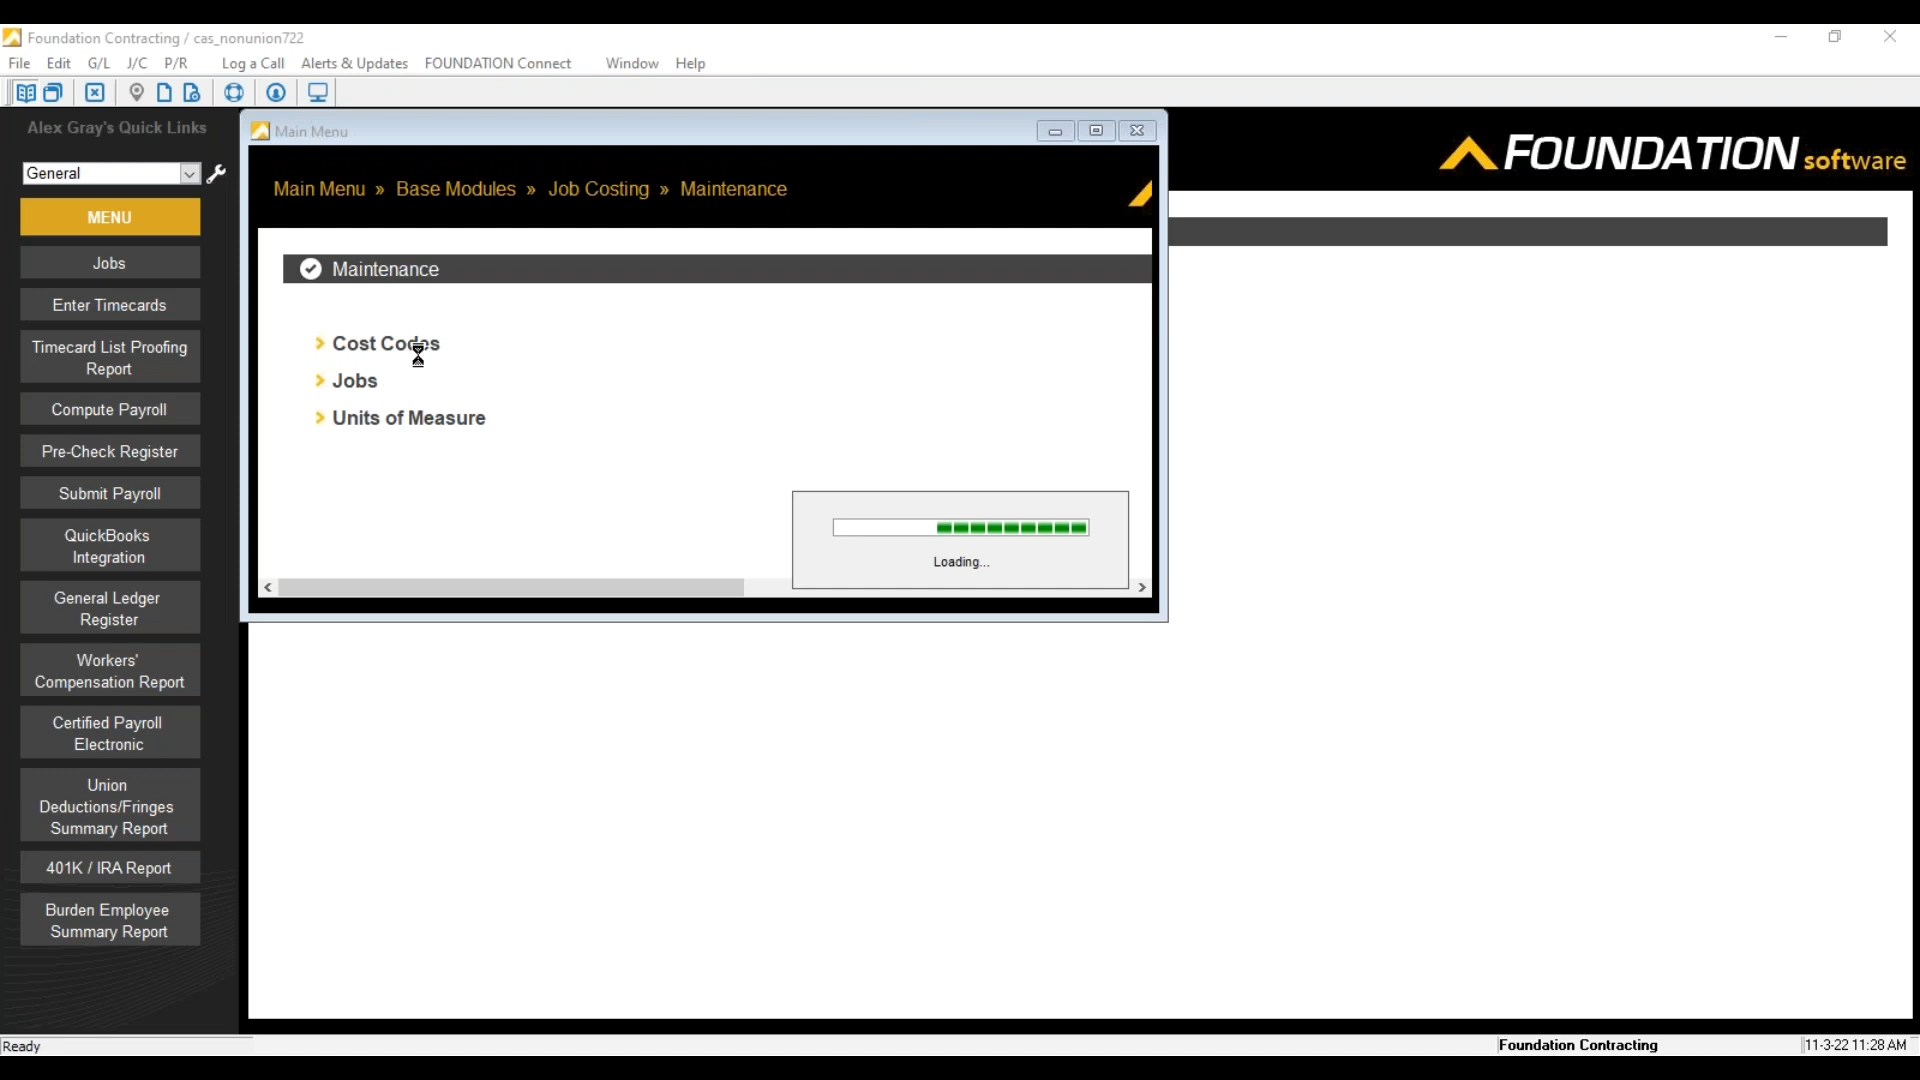 Foundation Contracting / cas_nonunion722
File Edit G/L J/C P/R Log a Call Alerts & Updates FOUNDATION Connect Window Help
Alex Gray's Quick Links
General
MENU
Jobs
Enter Timecards
Timecard List Proofing
Report
Compute Payroll
Pre-Check Register
Submit Payroll
QuickBooks
Integration
General Ledger
Register
Workers'
Compensation Report
Certified Payroll
Electronic
Union
Deductions/Fringes
Summary Report
401K / IRA Report
Burden Employee
Summary Report
Main Menu
Main Menu » Base Modules » Job Costing » Maintenance
Maintenance
Cost Codes
Jobs
Units of Measure
Loading...
FOUNDATION software
Ready
Foundation Contracting
11-3-22 11:28 AM